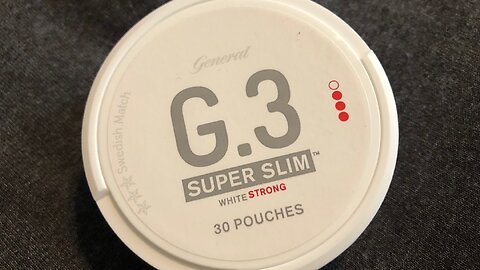 General
G.3
SUPER SLIM™
WHITE STRONG
30 POUCHES
Swedish Match